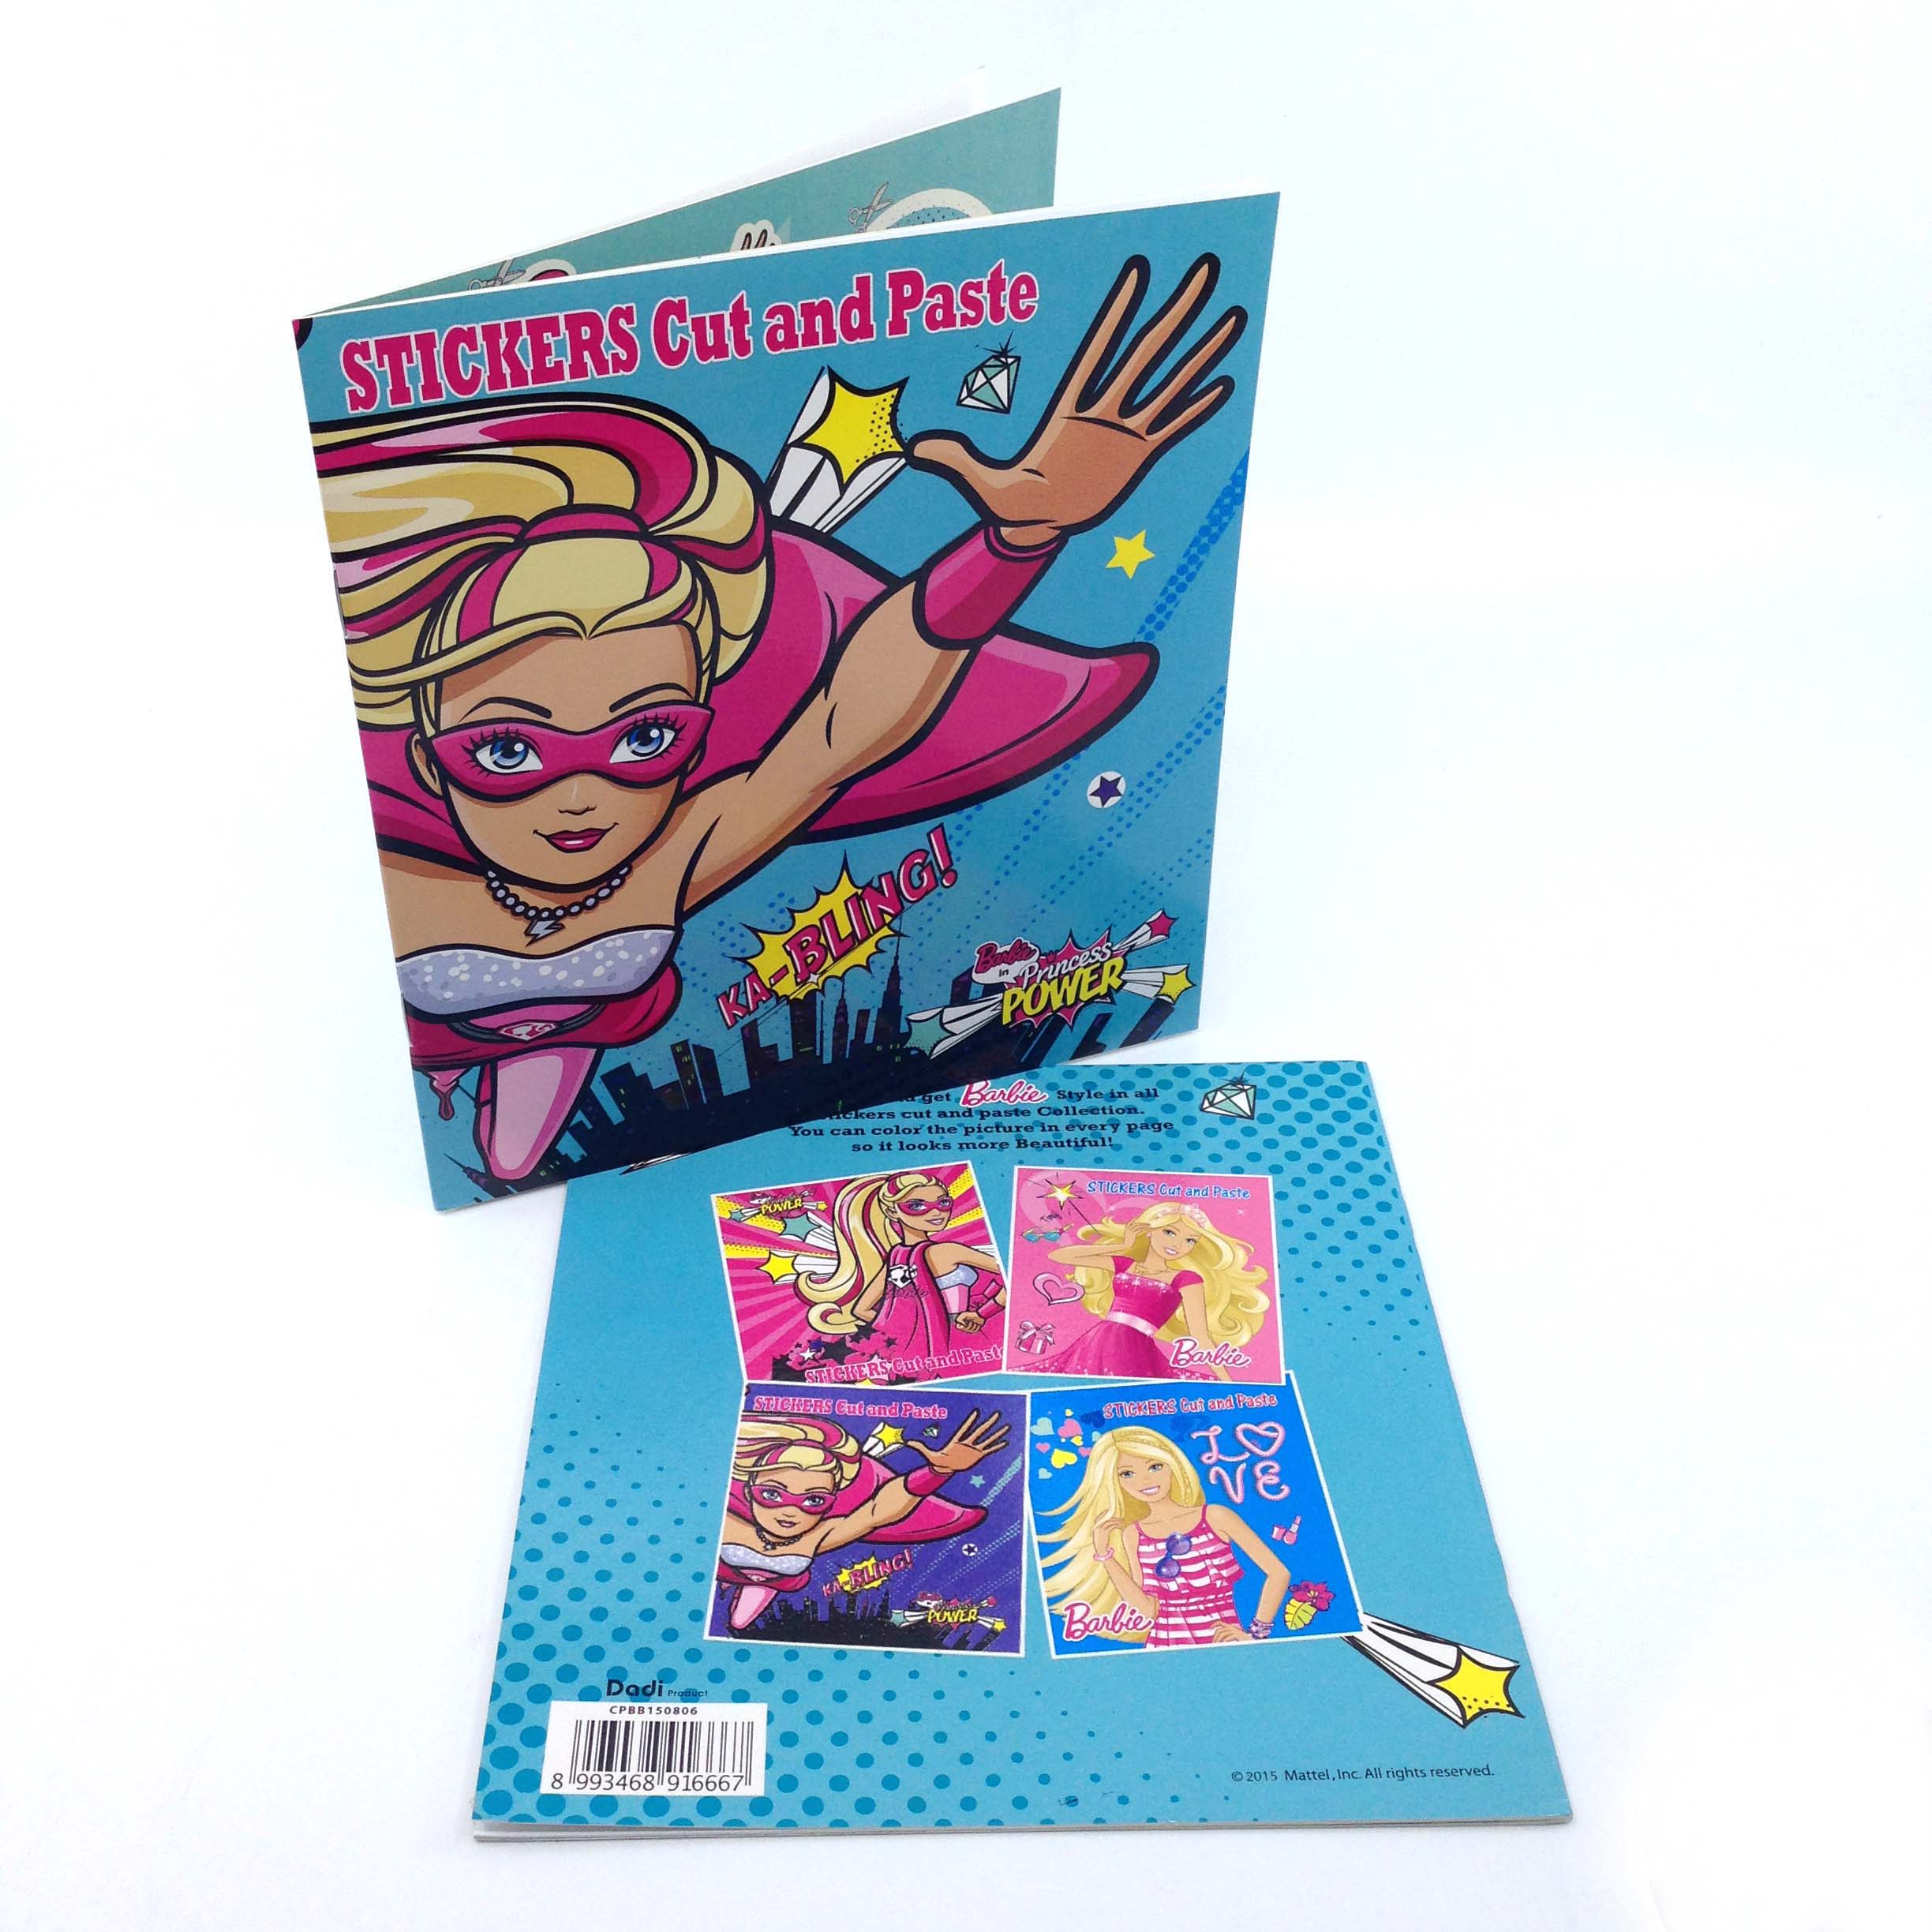 STICKERS Cut and Paste
KA-BLING!
Barbie
in Princess
POWER
get Barbie Style in all
stickers cut and paste Collection.
You can color the picture in every page
so it looks more Beautiful!
POWER
STICKERS Cut and Paste
STICKERS Cut and Paste
Barbie
STICKERS Cut and Paste
KA-BLING!
POWER
STICKERS Cut and Paste
LOVE
Barbie
Dadi Product
CPBB150806
8 993468 916667
© 2015 Mattel, Inc. All rights reserved.